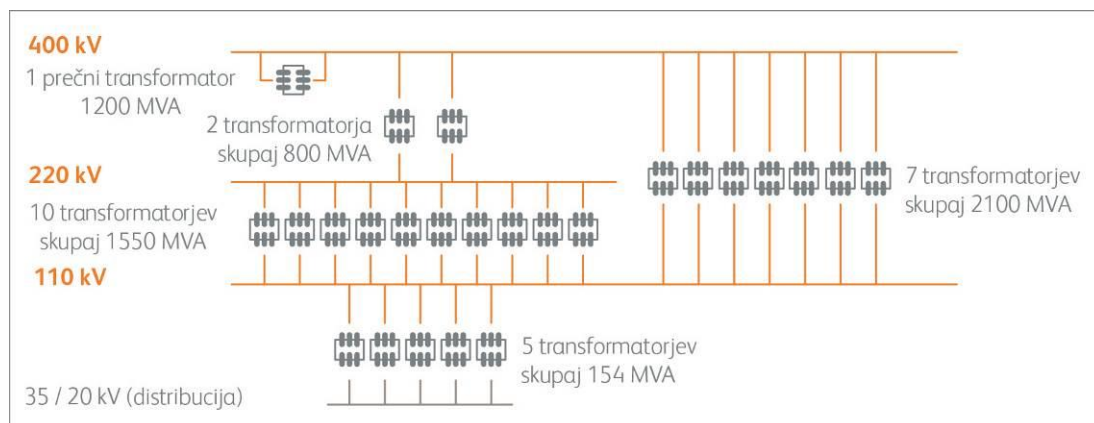 400 kV
1 prečni transformator
1200 MVA
2 transformatorja
skupaj 800 MVA
220 kV
10 transformatorjev
skupaj 1550 MVA
7 transformatorjev
skupaj 2100 MVA
110 kV
5 transformatorjev
skupaj 154 MVA
35 / 20 kV (distribucija)